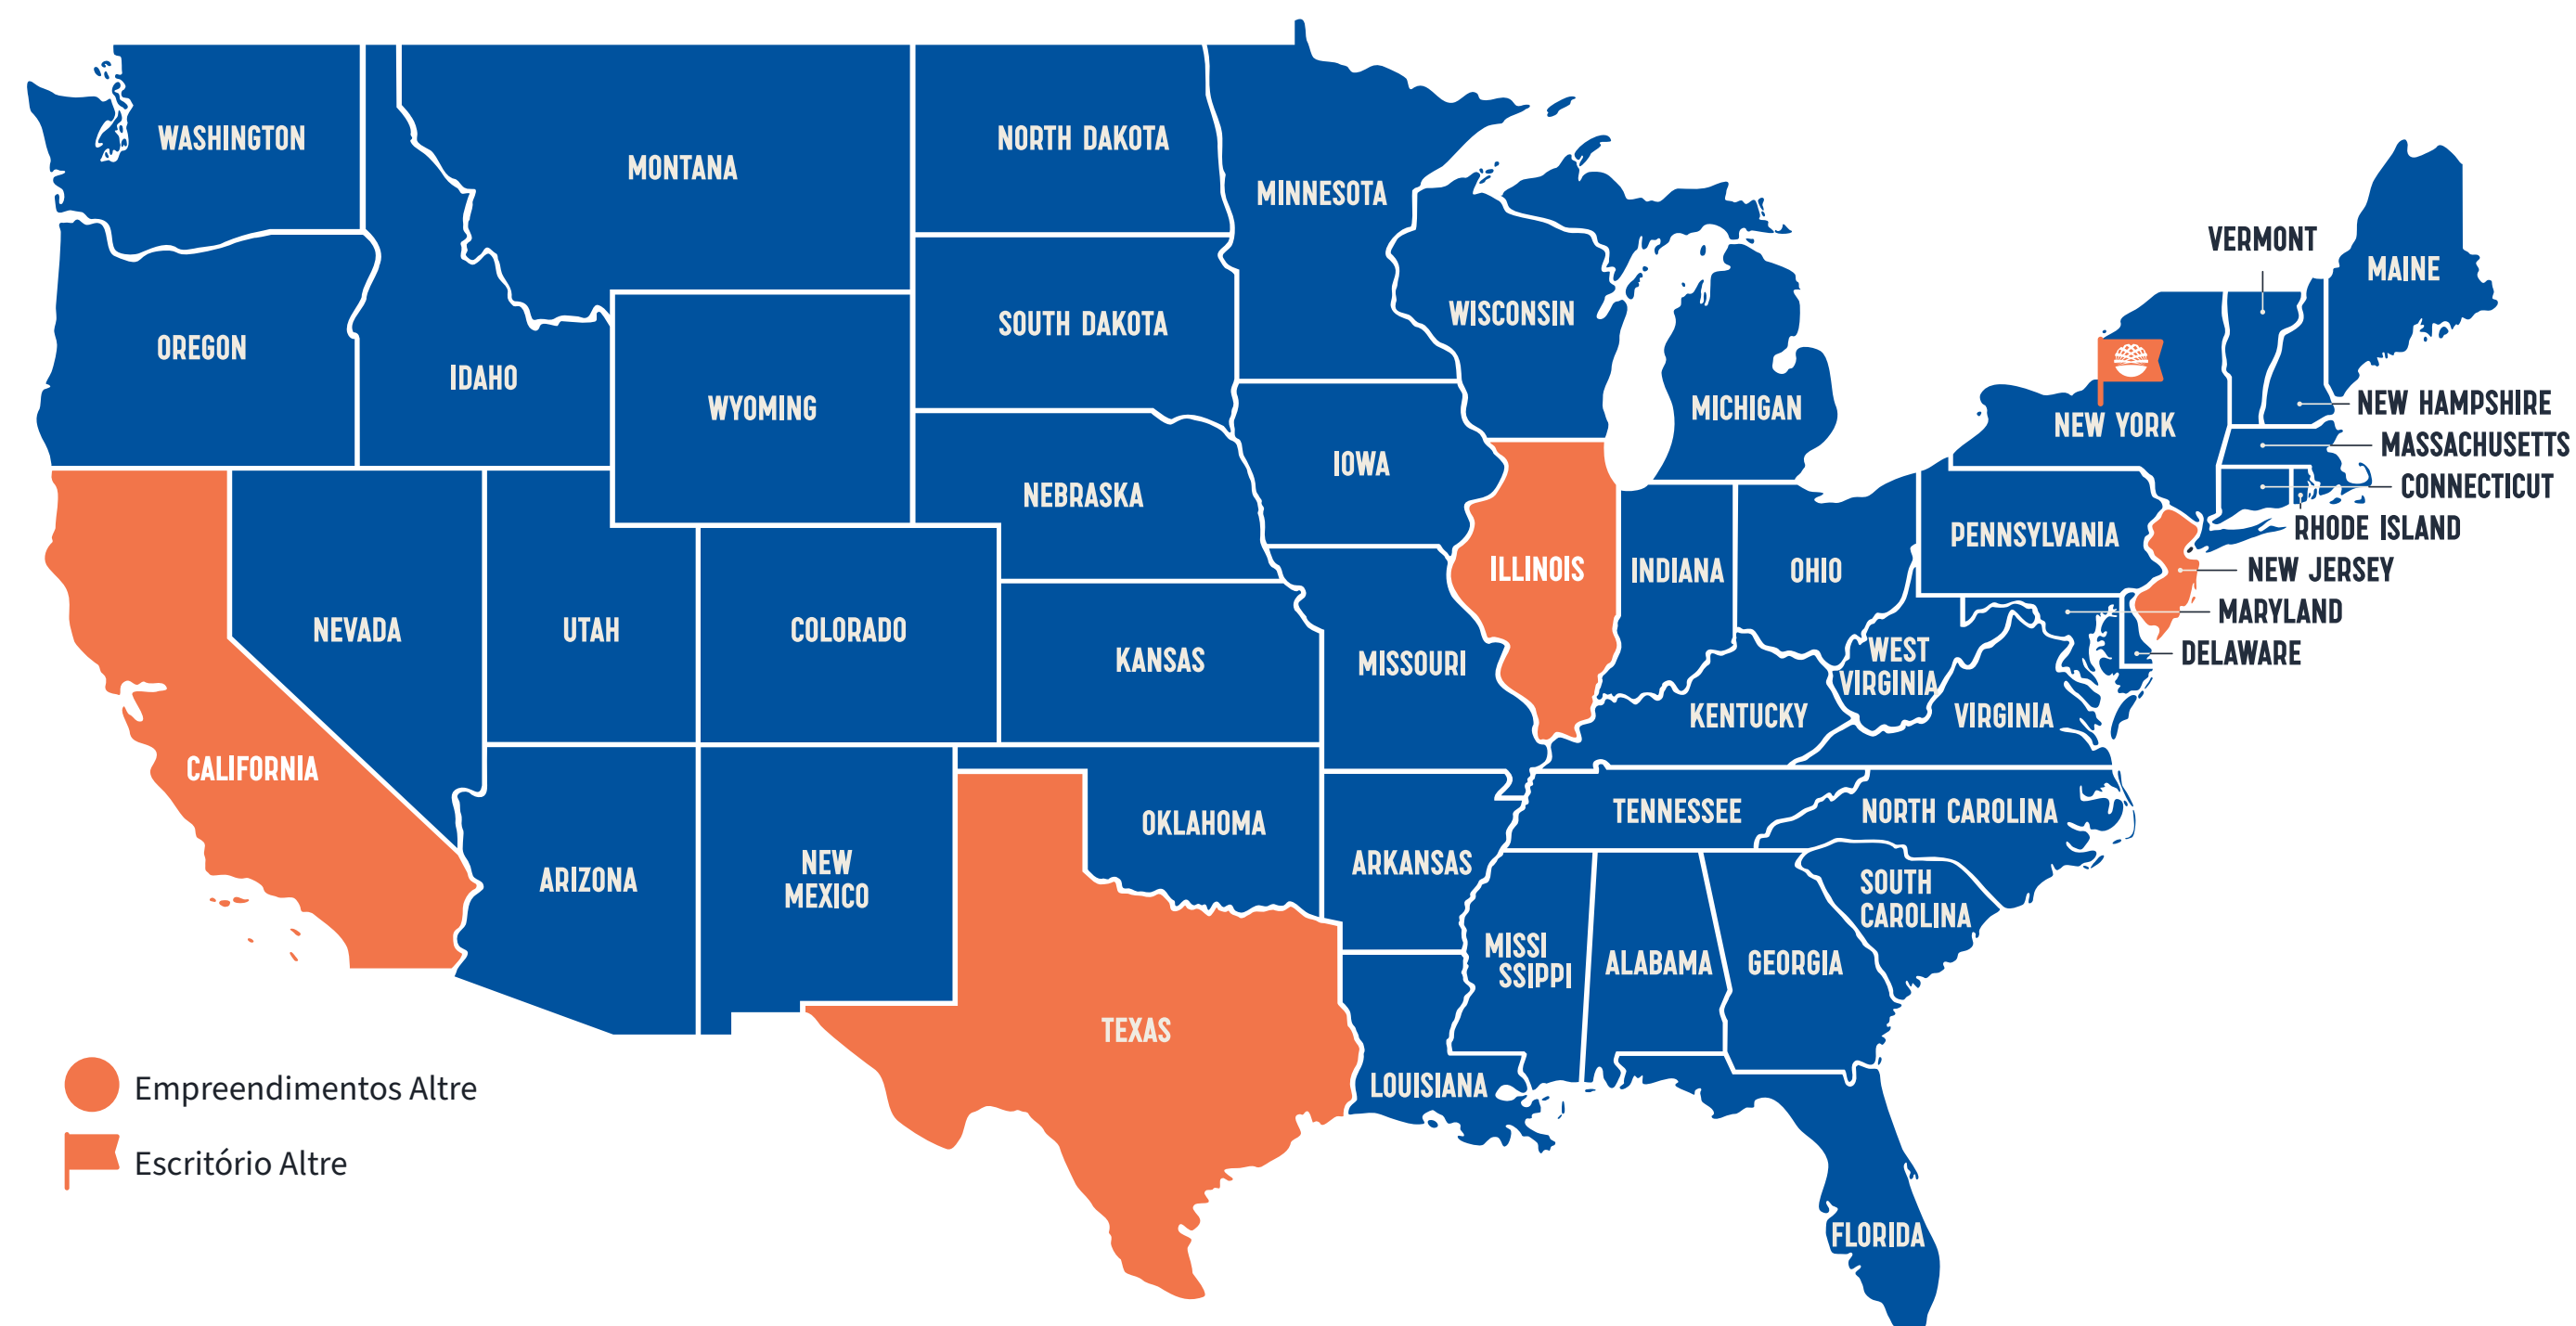 WASHINGTON
NORTH DAKOTA
MONTANA
MINNESOTA
VERMONT
MAINE
WISCONSIN
SOUTH DAKOTA
OREGON
IDAHO
WYOMING
MICHIGAN
NEW HAMPSHIRE
NEW YORK
MASSACHUSETTS
IOWA
CONNECTICUT
NEBRASKA
RHODE ISLAND
PENNSYLVANIA
ILLINOIS
INDIANA
OHIO
NEW JERSEY
MARYLAND
NEVADA
UTAH
COLORADO
KANSAS
MISSOURI
WEST
VIRGINIA
DELAWARE
KENTUCKY
VIRGINIA
CALIFORNIA
OKLAHOMA
TENNESSEE
NORTH CAROLINA
ARIZONA
NEW
MEXICO
ARKANSAS
SOUTH
CAROLINA
MISSI
SSIPPI
ALABAMA
GEORGIA
TEXAS
LOUISIANA
FLORIDA
Empreendimentos Altre
Escritório Altre